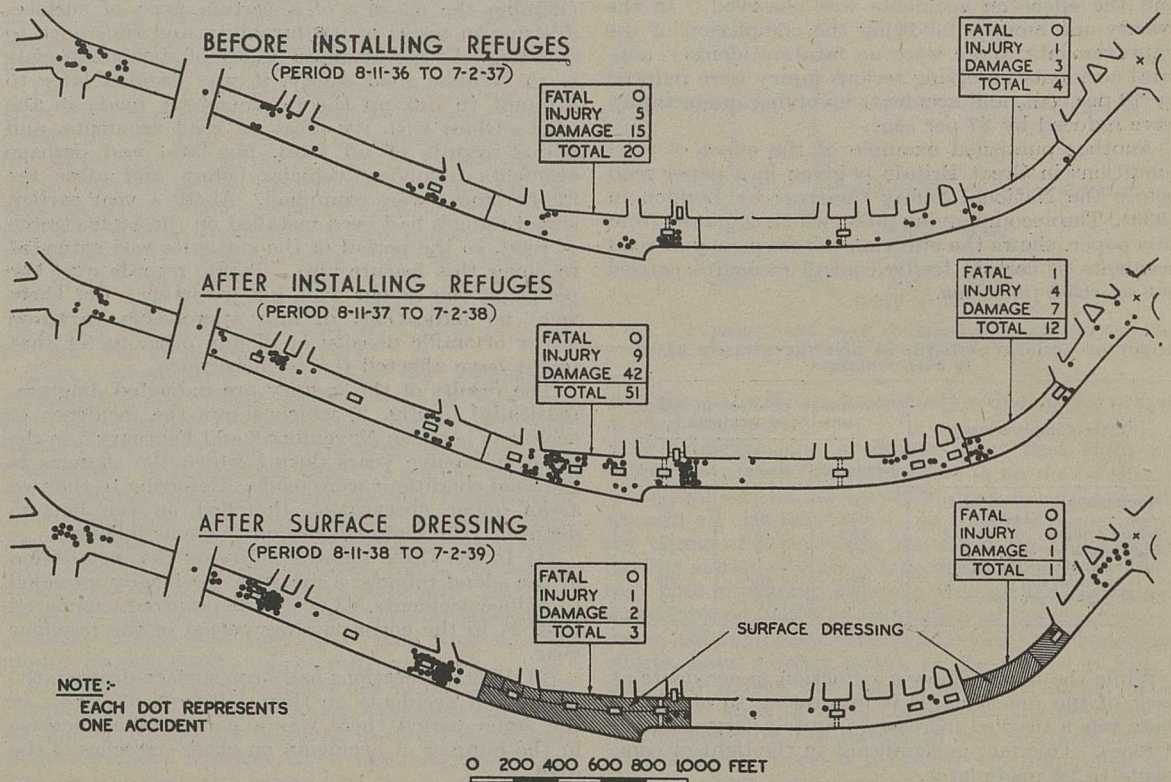 BEFORE INSTALLING REFUGES
(PERIOD 8-11-36 TO 7-2-37)
FATAL 0
INJURY 5
DAMAGE 15
TOTAL 20
FATAL 0
INJURY 1
DAMAGE 3
TOTAL 4
AFTER INSTALLING REFUGES
(PERIOD 8-11-37 TO 7-2-38)
FATAL 0
INJURY 9
DAMAGE 42
TOTAL 51
FATAL 1
INJURY 4
DAMAGE 7
TOTAL 12
AFTER SURFACE DRESSING
(PERIOD 8-11-38 TO 7-2-39)
FATAL 0
INJURY 1
DAMAGE 2
TOTAL 3
FATAL 0
INJURY 0
DAMAGE 1
TOTAL 1
SURFACE DRESSING
NOTE:-
EACH DOT REPRESENTS
ONE ACCIDENT
0 200 400 600 800 1,000 FEET